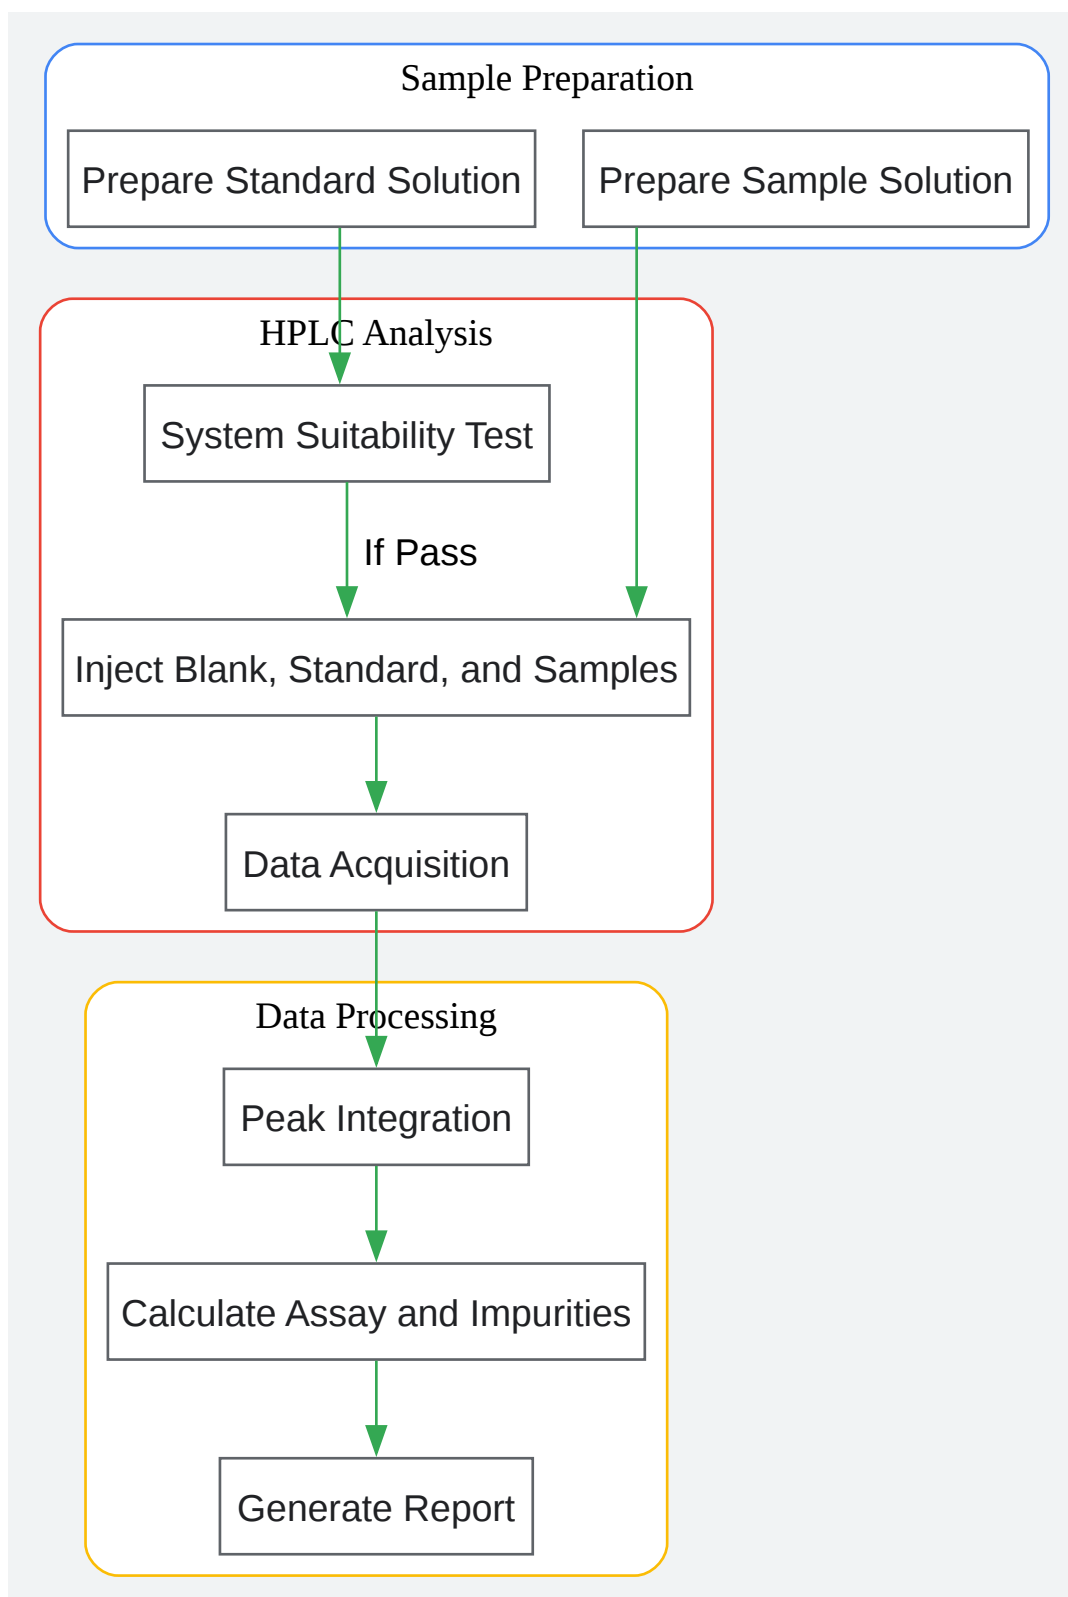 Sample Preparation
Prepare Standard Solution
Prepare Sample Solution
HPLC Analysis
System Suitability Test
If Pass
Inject Blank, Standard, and Samples
Data Acquisition
Data Processing
Peak Integration
Calculate Assay and Impurities
Generate Report